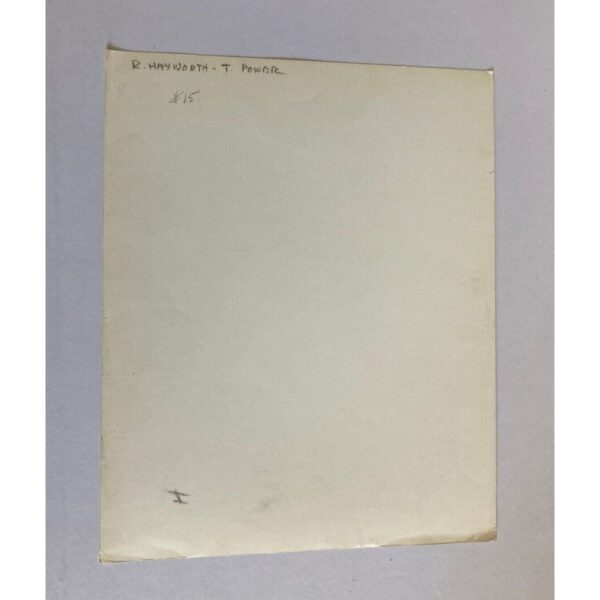 R. HAYWORTH - T. POWER
$15